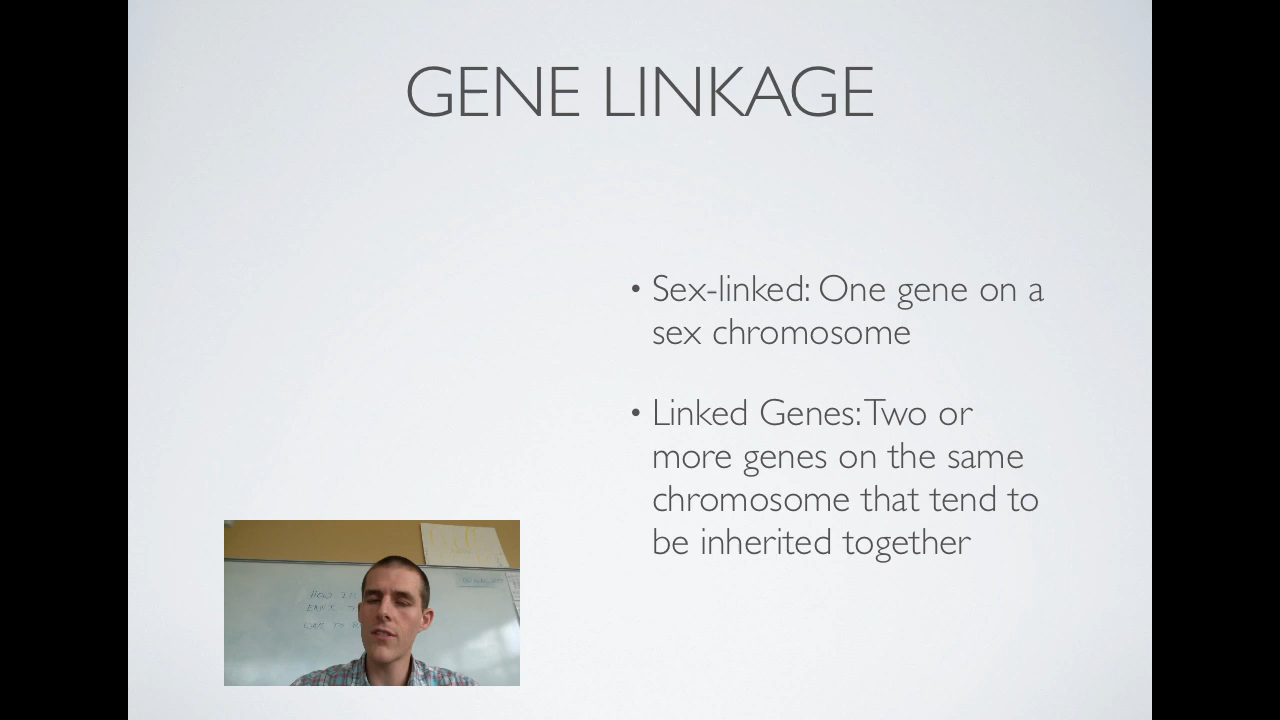 GENE LINKAGE
• Sex-linked: One gene on a
sex chromosome
• Linked Genes: Two or
more genes on the same
chromosome that tend to
be inherited together